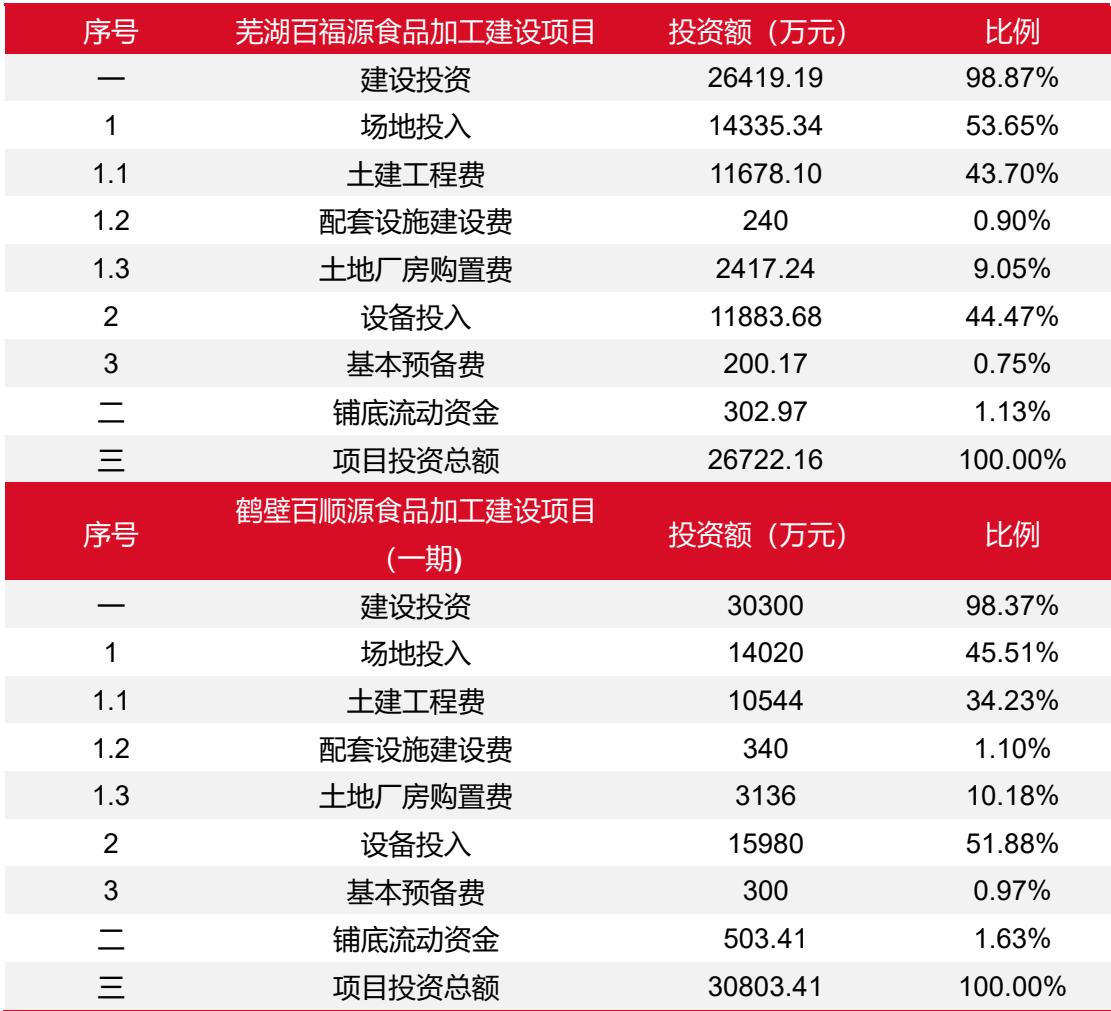 序号 芜湖百福源食品加工建设项目 投资额（万元） 比例
一 建设投资 26419.19 98.87%
1 场地投入 14335.34 53.65%
1.1 土建工程费 11678.10 43.70%
1.2 配套设施建设费 240 0.90%
1.3 土地厂房购置费 2417.24 9.05%
2 设备投入 11883.68 44.47%
3 基本预备费 200.17 0.75%
二 铺底流动资金 302.97 1.13%
三 项目投资总额 26722.16 100.00%
序号 鹤壁百顺源食品加工建设项目 投资额（万元） 比例
(一期)
一 建设投资 30300 98.37%
1 场地投入 14020 45.51%
1.1 土建工程费 10544 34.23%
1.2 配套设施建设费 340 1.10%
1.3 土地厂房购置费 3136 10.18%
2 设备投入 15980 51.88%
3 基本预备费 300 0.97%
二 铺底流动资金 503.41 1.63%
三 项目投资总额 30803.41 100.00%